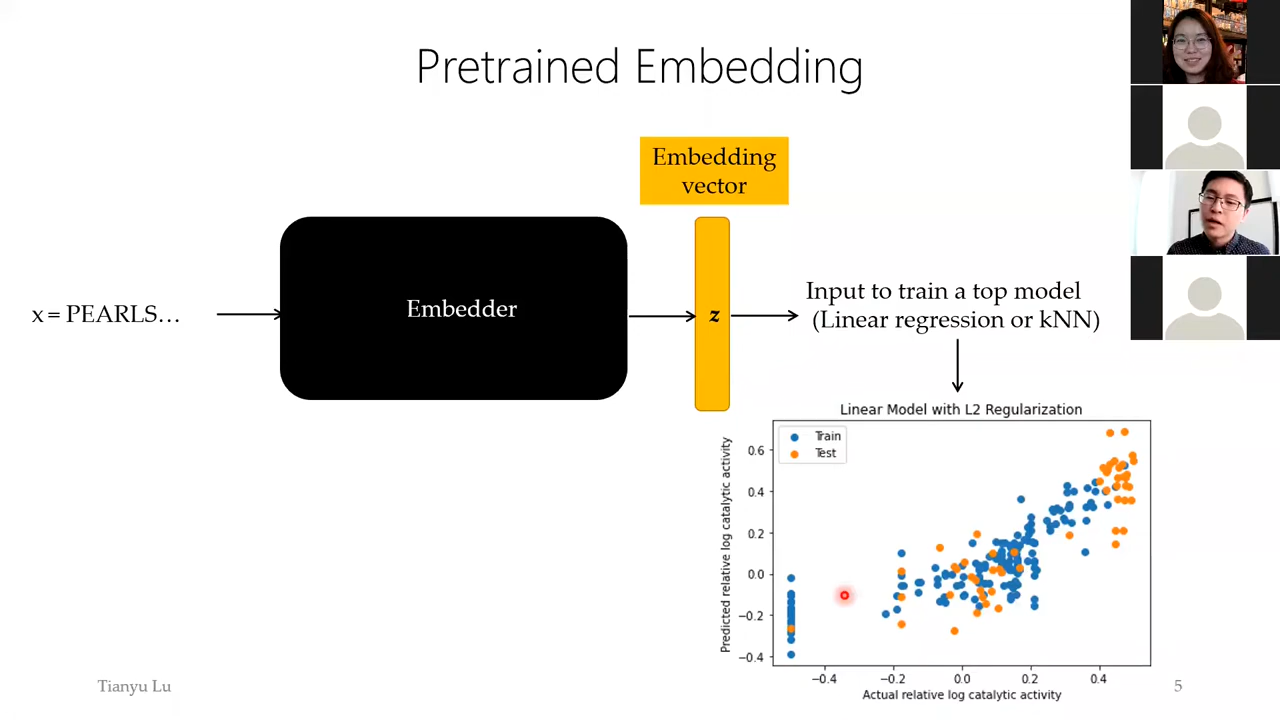 Pretrained Embedding
Embedding
vector
x = PEARLS…
Embedder
z
Input to train a top model
(Linear regression or kNN)
Linear Model with L2 Regularization
Train
Test
Predicted relative log catalytic activity
0.6
0.4
0.2
0.0
−0.2
−0.4
−0.4
−0.2
0.0
0.2
0.4
Actual relative log catalytic activity
Tianyu Lu
5